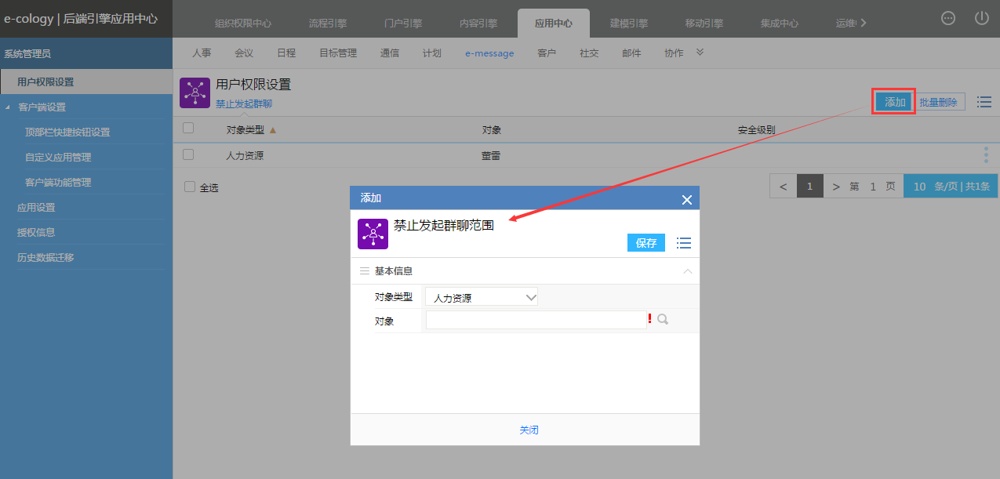 e-cology | 后端引擎应用中心
组织权限中心 流程引擎 门户引擎 内容引擎 应用中心 建模引擎 移动引擎 集成中心 运维
系统管理员
人事 会议 日程 目标管理 通信 计划 e-message 客户 社交 邮件 协作
用户权限设置
客户端设置
顶部栏快捷按钮设置
自定义应用管理
客户端功能管理
应用设置
授权信息
历史数据迁移
用户权限设置
禁止发起群聊
添加 批量删除
对象类型 对象 安全级别
人力资源 董雷
全选
< 1 > 第 1 页 10 条/页 | 共1条
添加
禁止发起群聊范围
保存
基本信息
对象类型 人力资源
对象 !
关闭